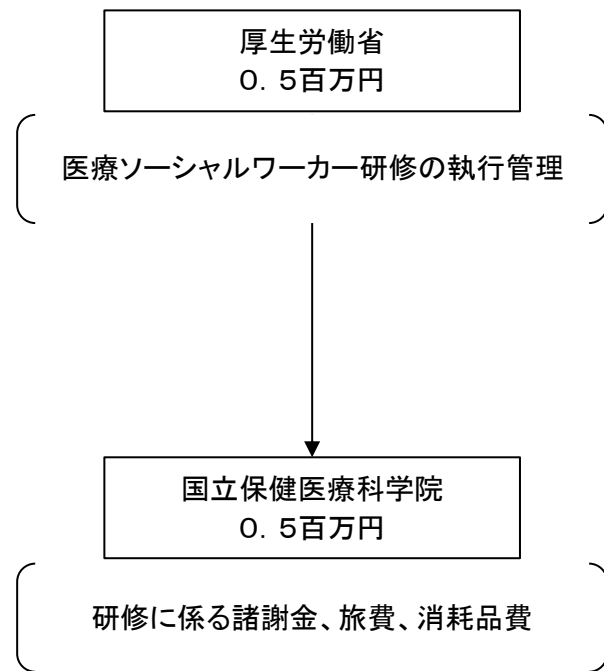 厚生労働省
０．５百万円
医療ソーシャルワーカー研修の執行管理
国立保健医療科学院
０．５百万円
研修に係る諸謝金、旅費、消耗品費